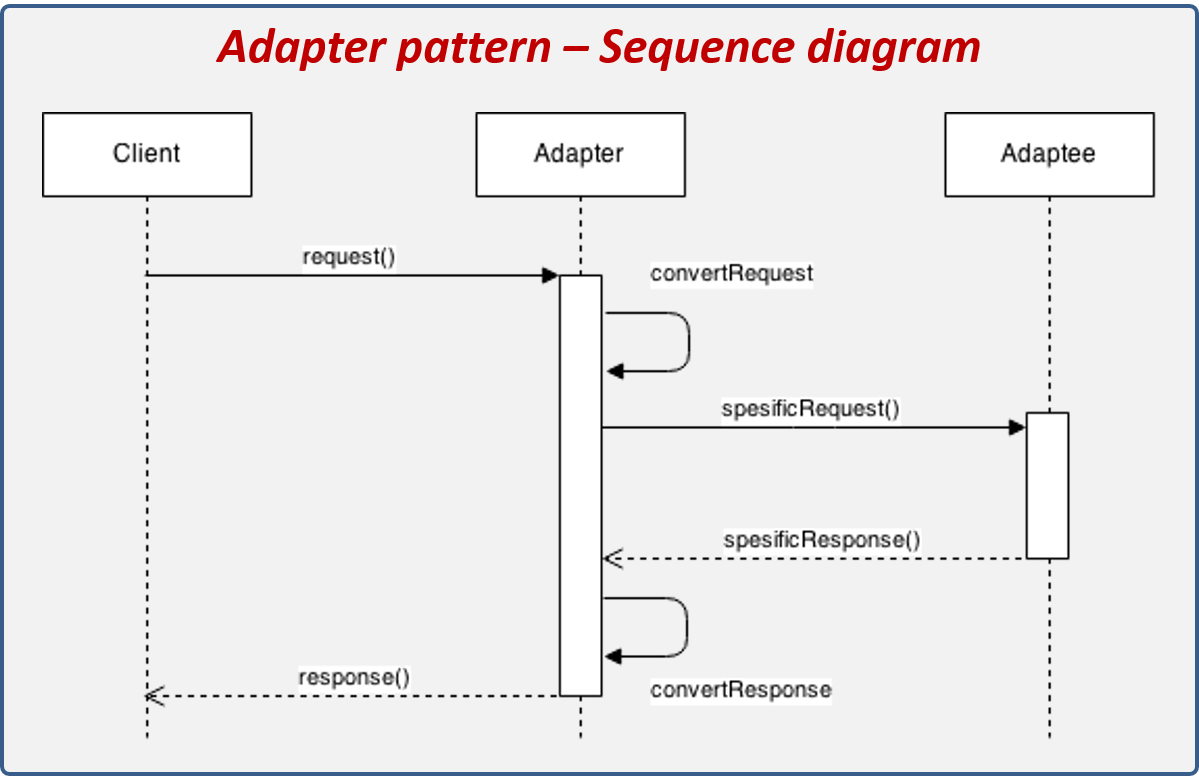 Adapter pattern – Sequence diagram
Client
Adapter
Adaptee
request()
convertRequest
spesificRequest()
spesificResponse()
response()
convertResponse